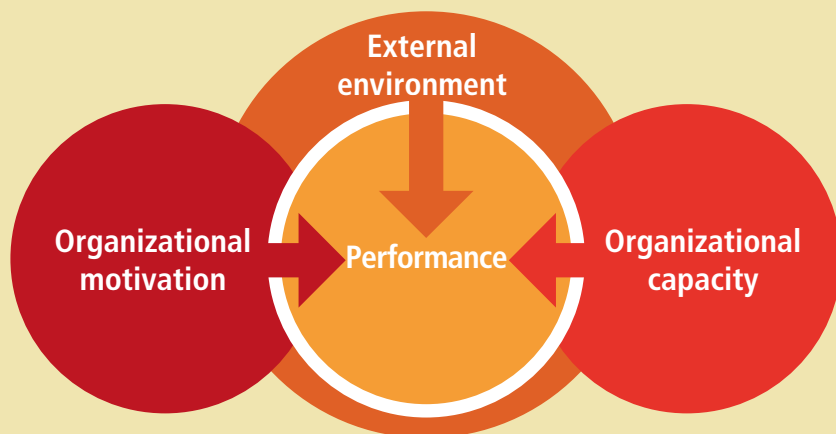 External
environment
Organizational
motivation
Performance
Organizational
capacity